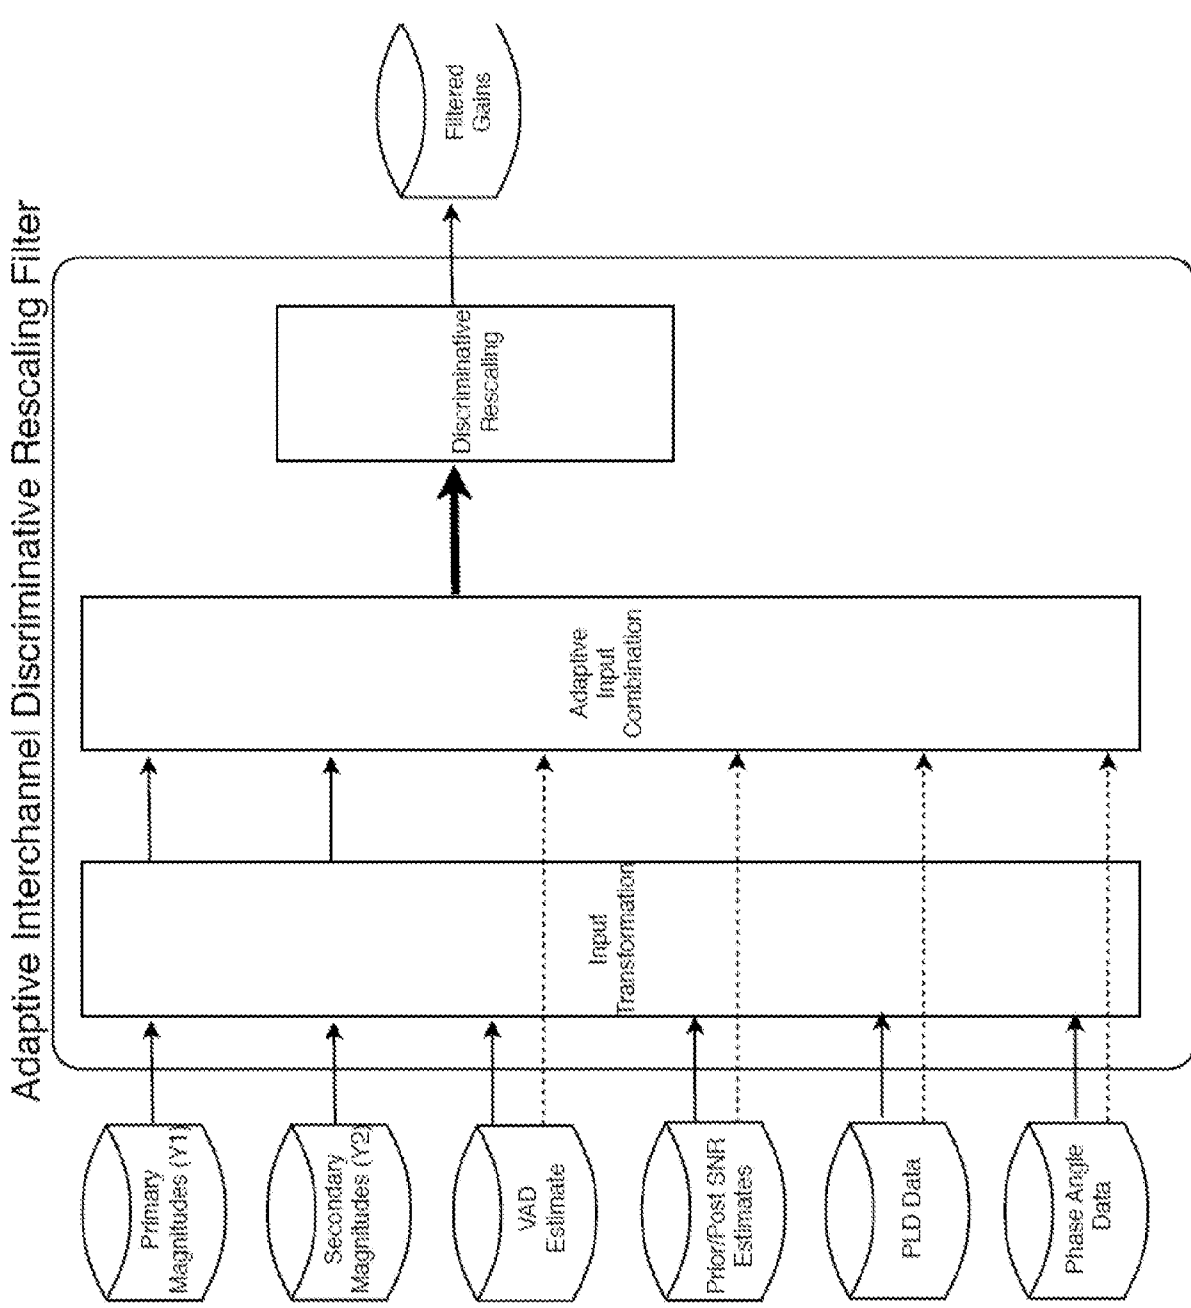 Adaptive Interchannel Discriminative Rescaling Filter
Primary
Magnitudes (Y1)
Secondary
Magnitudes (Y2)
VAD
Estimate
Prior/Post SNR
Estimates
PLD Data
Phase Angle
Data
Input
Transformation
Adaptive
Input
Combination
Discriminative
Rescaling
Filtered
Gains